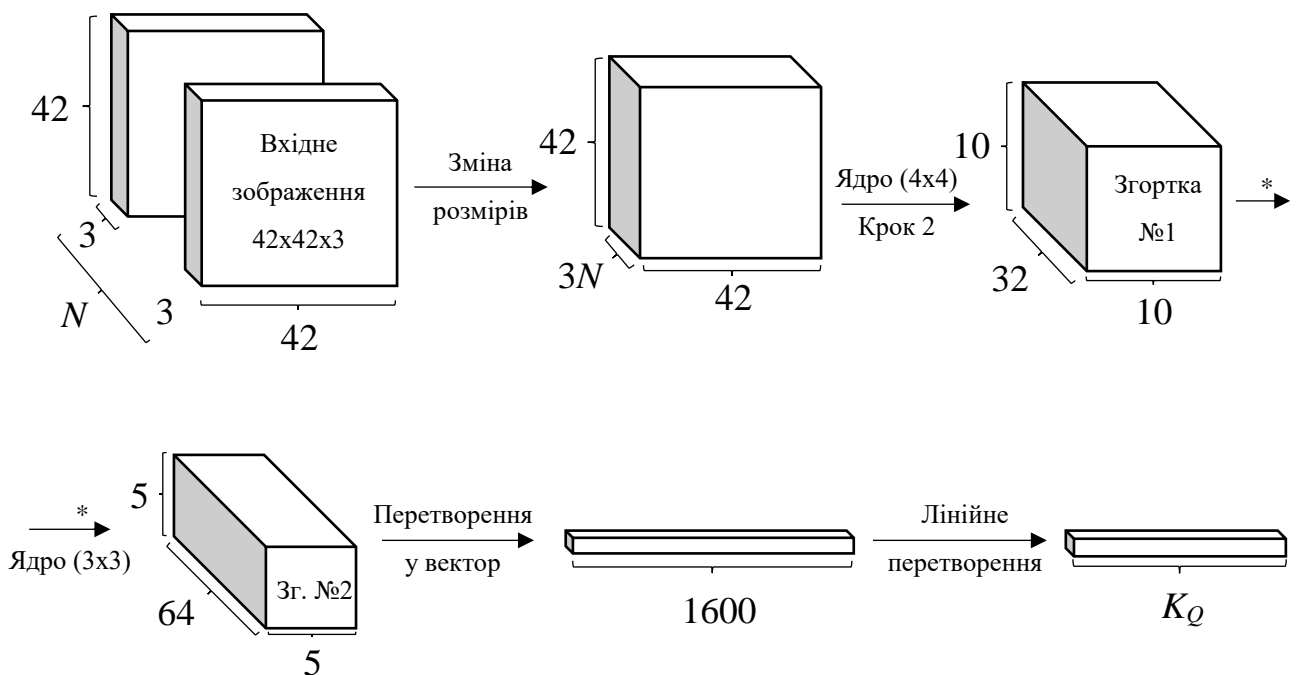 42
Вхідне
зображення
42x42x3
3
N
3
42
Зміна
розмірів
42
3N
42
Ядро (4x4)
Крок 2
10
Згортка
№1
32
10
*
*
Ядро (3x3)
5
Зг. №2
64
5
Перетворення
у вектор
1600
Лінійне
перетворення
K_Q